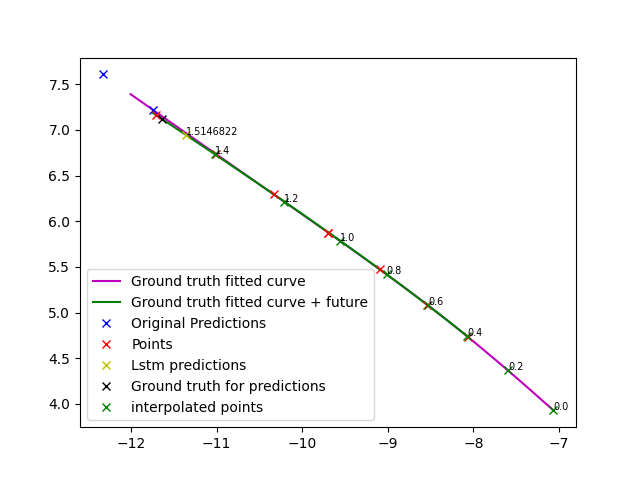 7.5
7.0
6.5
6.0
5.5
5.0
4.5
4.0
1.5146822
1.4
1.2
1.0
0.8
0.6
0.4
0.2
0.0
Ground truth fitted curve
Ground truth fitted curve + future
Original Predictions
Points
Lstm predictions
Ground truth for predictions
interpolated points
−12 −11 −10 −9 −8 −7